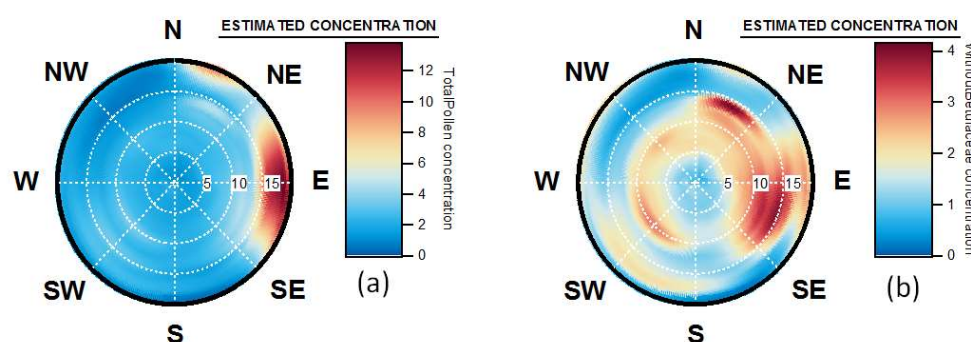 ESTIMATED CONCENTRATION
N
NW
NE
W
E
SW
SE
S
5
10
15
12
10
8
6
4
2
0
TotalPollen concentration
(a)
ESTIMATED CONCENTRATION
N
NW
NE
W
E
SW
SE
S
5
10
15
4
3
2
1
0
concentration
(b)